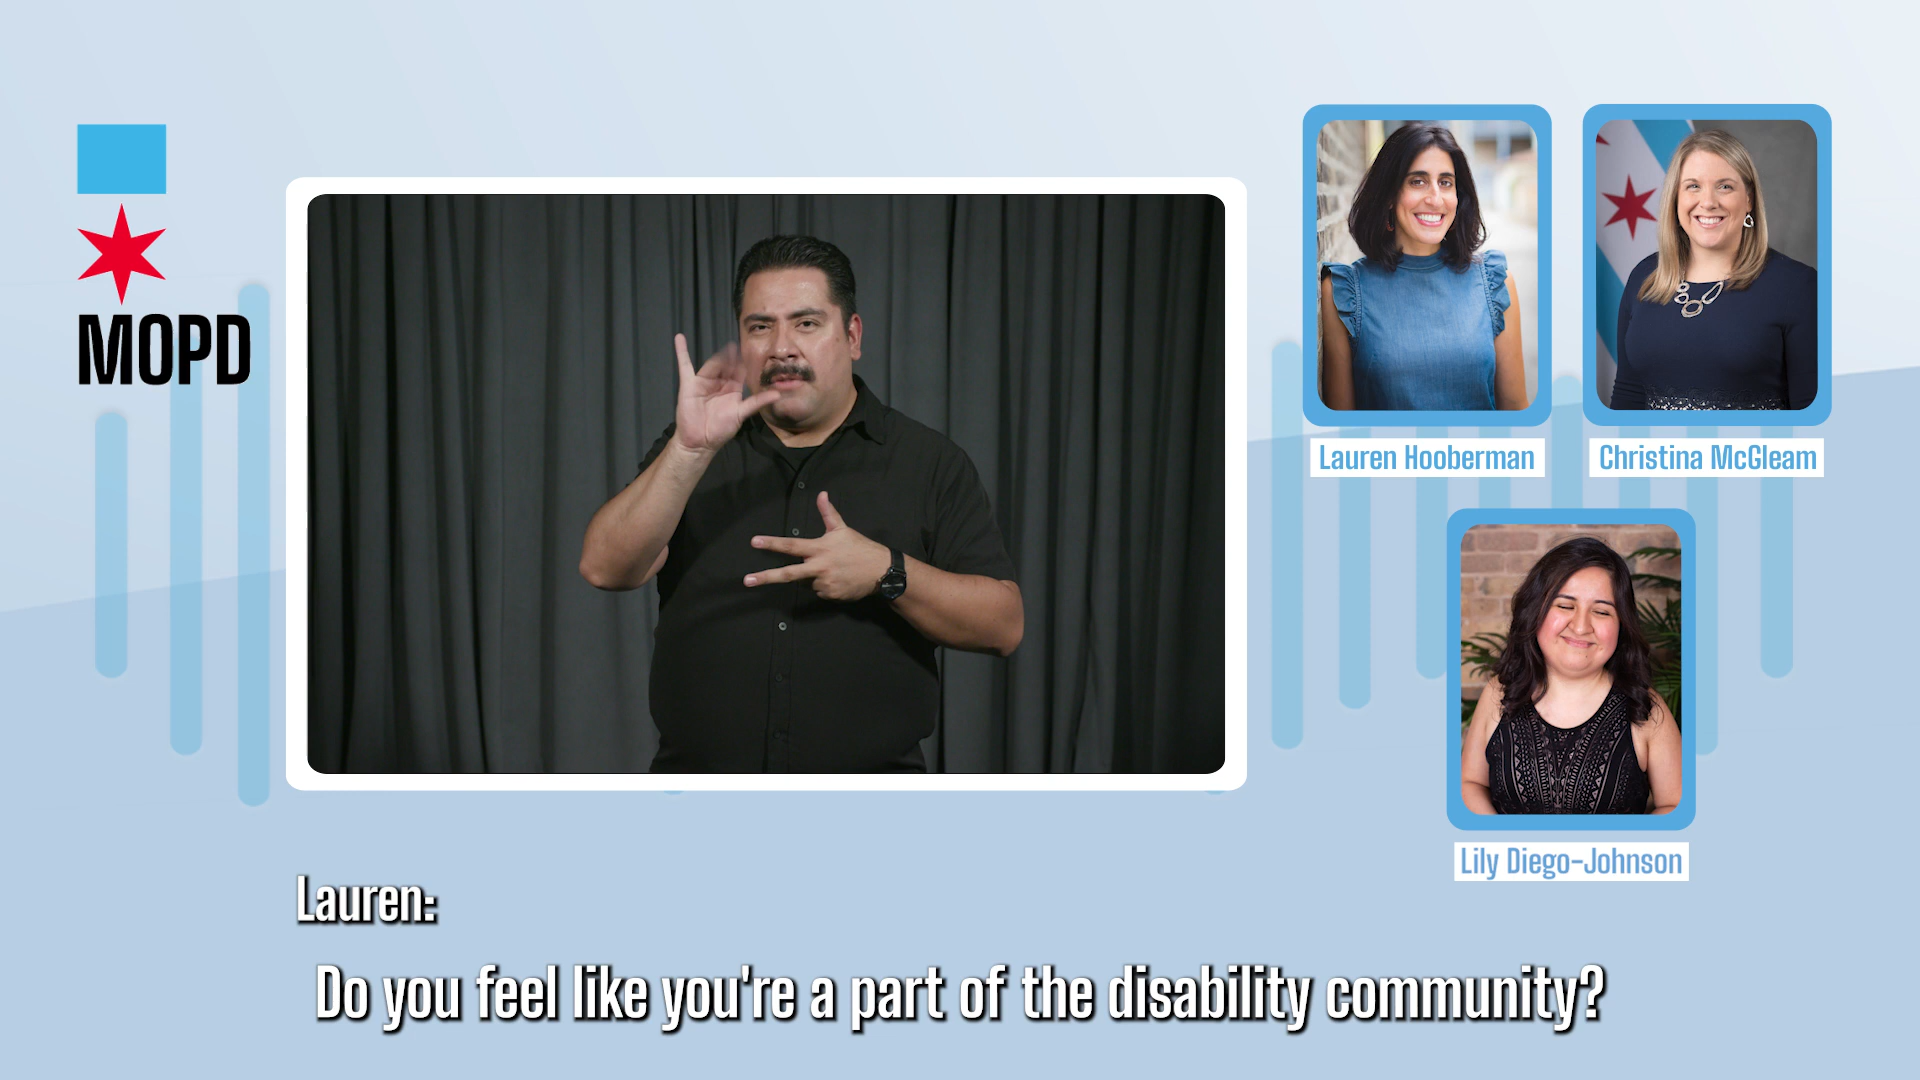 MOPD
Lauren Hooberman
Christina McGleam
Lily Diego-Johnson
Lauren:
Do you feel like you're a part of the disability community?